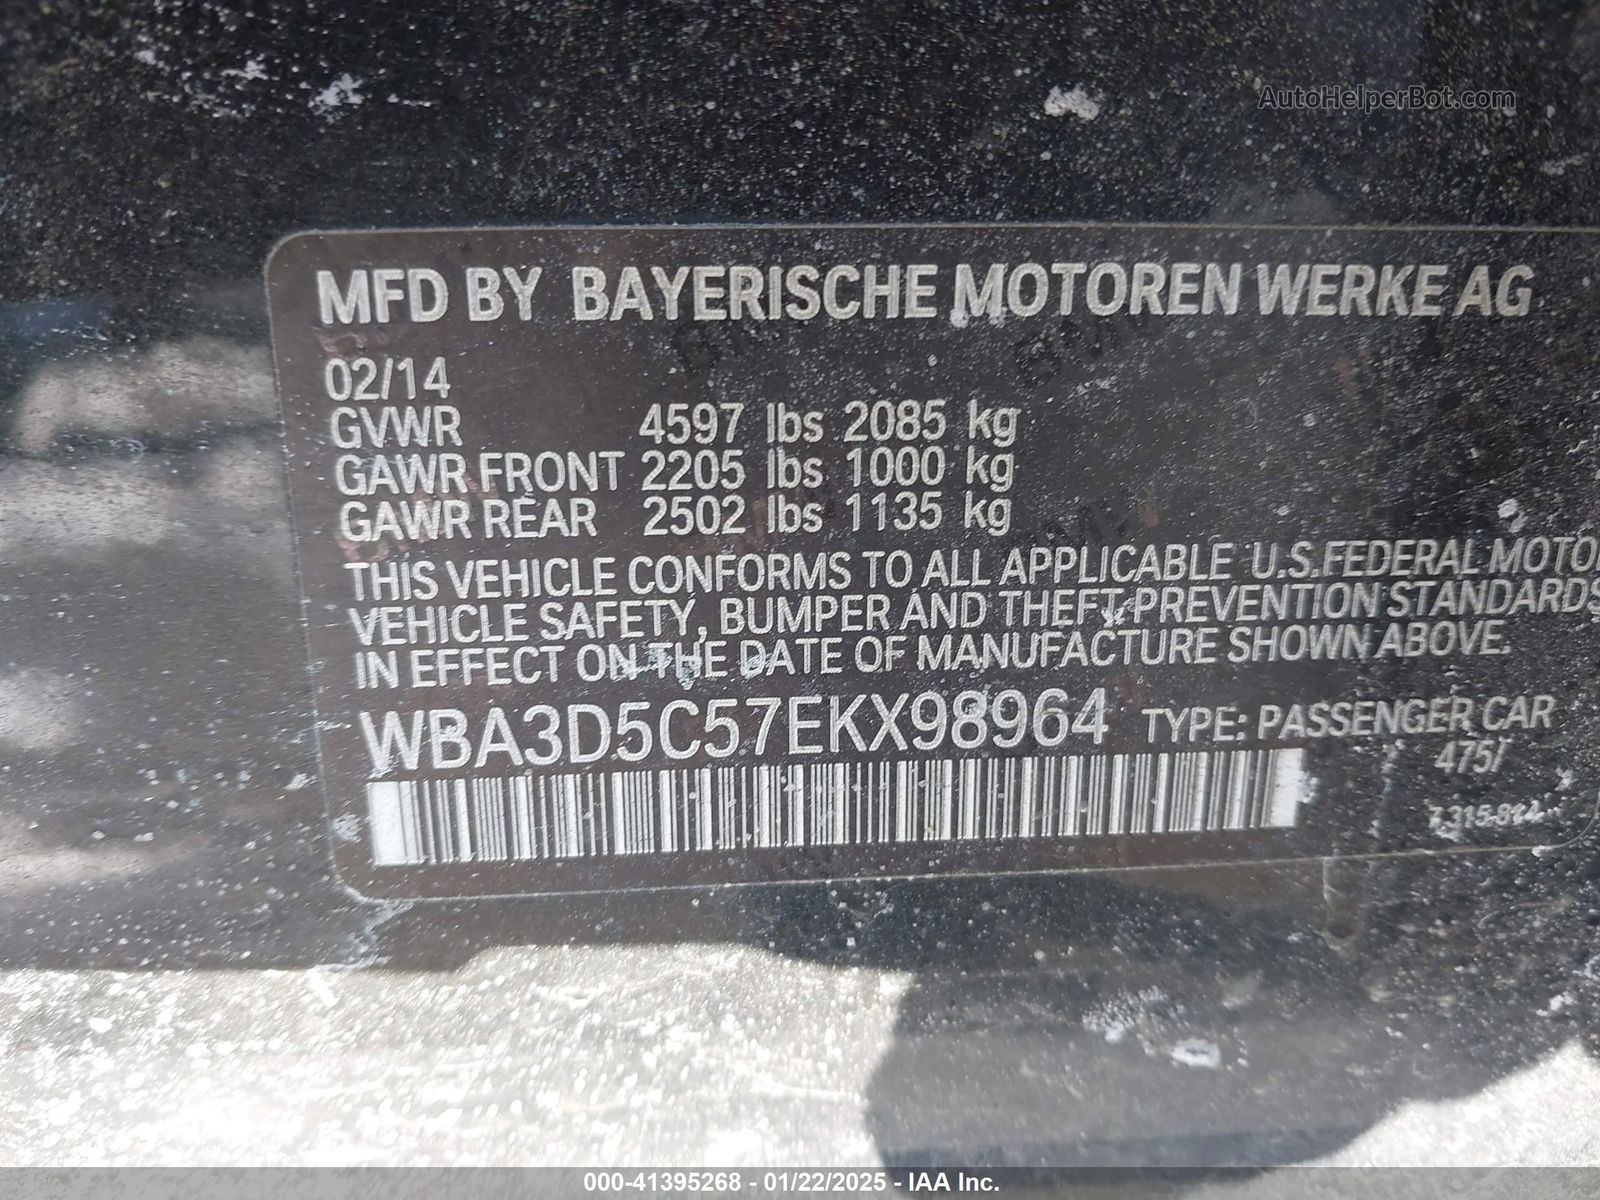 AutoHelperBot.com
MFD BY BAYERISCHE MOTOREN WERKE AG
02/14
GVWR 4597 lbs 2085 kg
GAWR FRONT 2205 lbs 1000 kg
GAWR REAR 2502 lbs 1135 kg
THIS VEHICLE CONFORMS TO ALL APPLICABLE U.S.FEDERAL MOTO
VEHICLE SAFETY, BUMPER AND THEFT PREVENTION STANDARDS
IN EFFECT ON THE DATE OF MANUFACTURE SHOWN ABOVE.
WBA3D5C57EKX98964 TYPE: PASSENGER CAR
475/
000-41395268 - 01/22/2025 - IAA Inc.